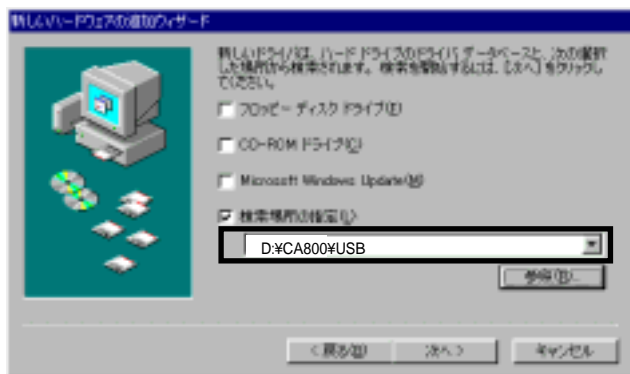 新しいハードウェアの追加ウィザード
新しいドライバは、ハード ドライブのドライバ データベースと、次の選択
した場所から検索されます。検索を開始するには、[次へ] をクリックし
てください。
フロッピー ディスク ドライブ(F)
CD-ROM ドライブ(C)
Microsoft Windows Update(M)
検索場所の指定(L)
D:¥CA800¥USB
参照(R)...
< 戻る(B)
次へ >
キャンセル